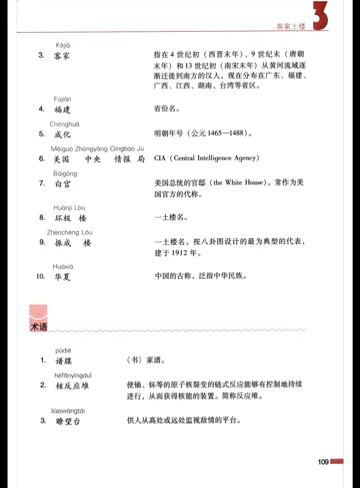 客家土楼
3
Kèjiā
3. 客家 指在 4 世纪初（西晋末年）、9 世纪末（唐朝
末年）和 13 世纪初（南宋末年）从黄河流域逐
渐迁徙到南方的汉人，现在分布在广东、福建、
广西、江西、湖南、台湾等省区。
Fújiàn
4. 福建 省份名。
Chénghuà
5. 成化 明朝年号（公元 1465—1488）。
Měiguó Zhōngyāng Qíngbào Jú
6. 美国 中央 情报 局 CIA（Central Intelligence Agency）
Báigōng
7. 白宫 美国总统的官邸（the White House）。常作为美
国官方的代称。
Huánjí Lóu
8. 环极 楼 一土楼名。
Zhènchéng Lóu
9. 振成 楼 一土楼名。按八卦图设计的最为典型的代表，
建于 1912 年。
Huáxià
10. 华夏 中国的古称，泛指中华民族。
术语
pǔdié
1. 谱牒 〈书〉家谱。
héfǎnyìngduī
2. 核反应堆 使铀、钚等的原子核裂变的链式反应能够有控制地持续
进行，从而获得核能的装置。简称反应堆。
liàowàngtái
3. 瞭望台 供人从高处或远处监视敌情的平台。
109